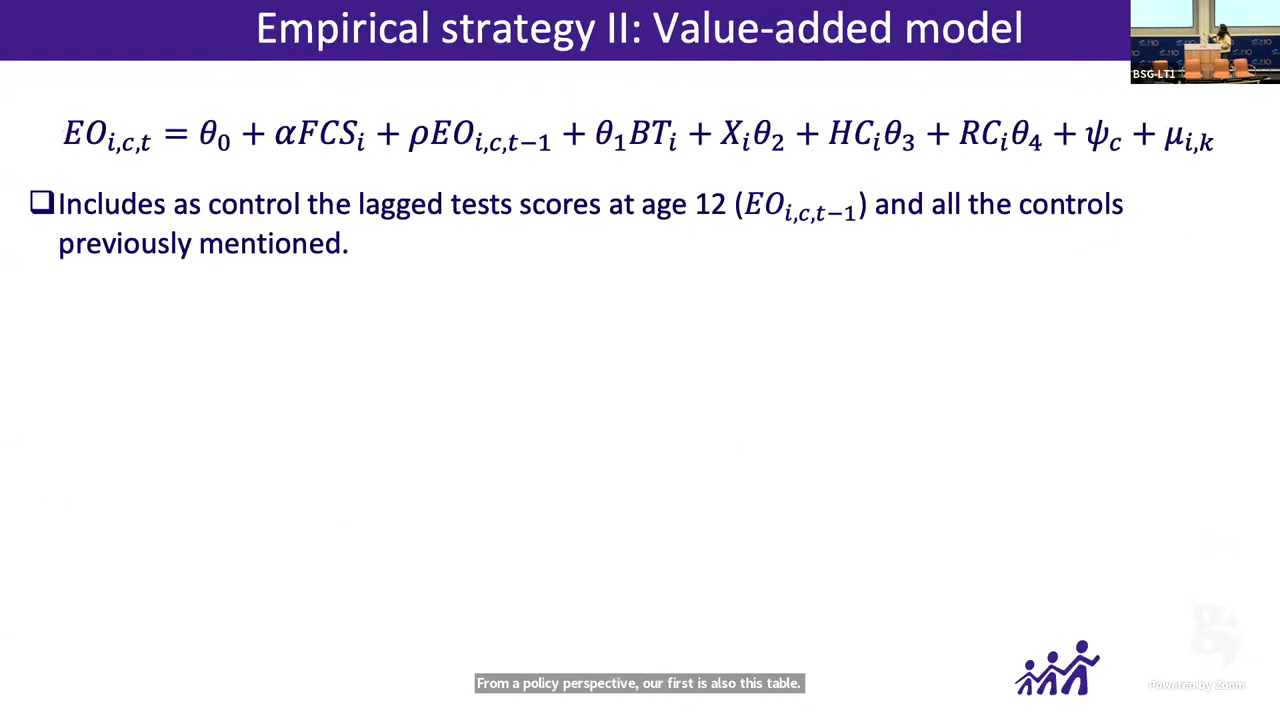 Empirical strategy II: Value-added model
BSG-LT1
EO_{i,c,t} = θ_0 + αFCS_i + ρEO_{i,c,t−1} + θ_1BT_i + X_iθ_2 + HC_iθ_3 + RC_iθ_4 + ψ_c + μ_{i,k}
❑Includes as control the lagged tests scores at age 12 (EO_{i,c,t−1}) and all the controls
previously mentioned.
From a policy perspective, our first is also this table.
Powered by Zoom